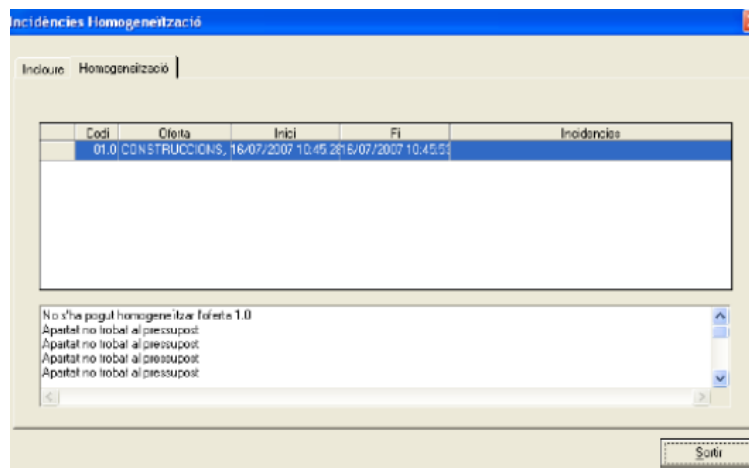 Incidències Homogeneïtzació
Incloure Homogeneïtzació
Codi Oferta Inici Fi Incidencies
01.0 CONSTRUCCIONS, 16/07/2007 10:45:28 16/07/2007 10:45:5
No s'ha pogut homogeneïtzar l'oferta 1.0
Apartat no trobat al pressupost
Apartat no trobat al pressupost
Apartat no trobat al pressupost
Apartat no trobat al pressupost
Sortir